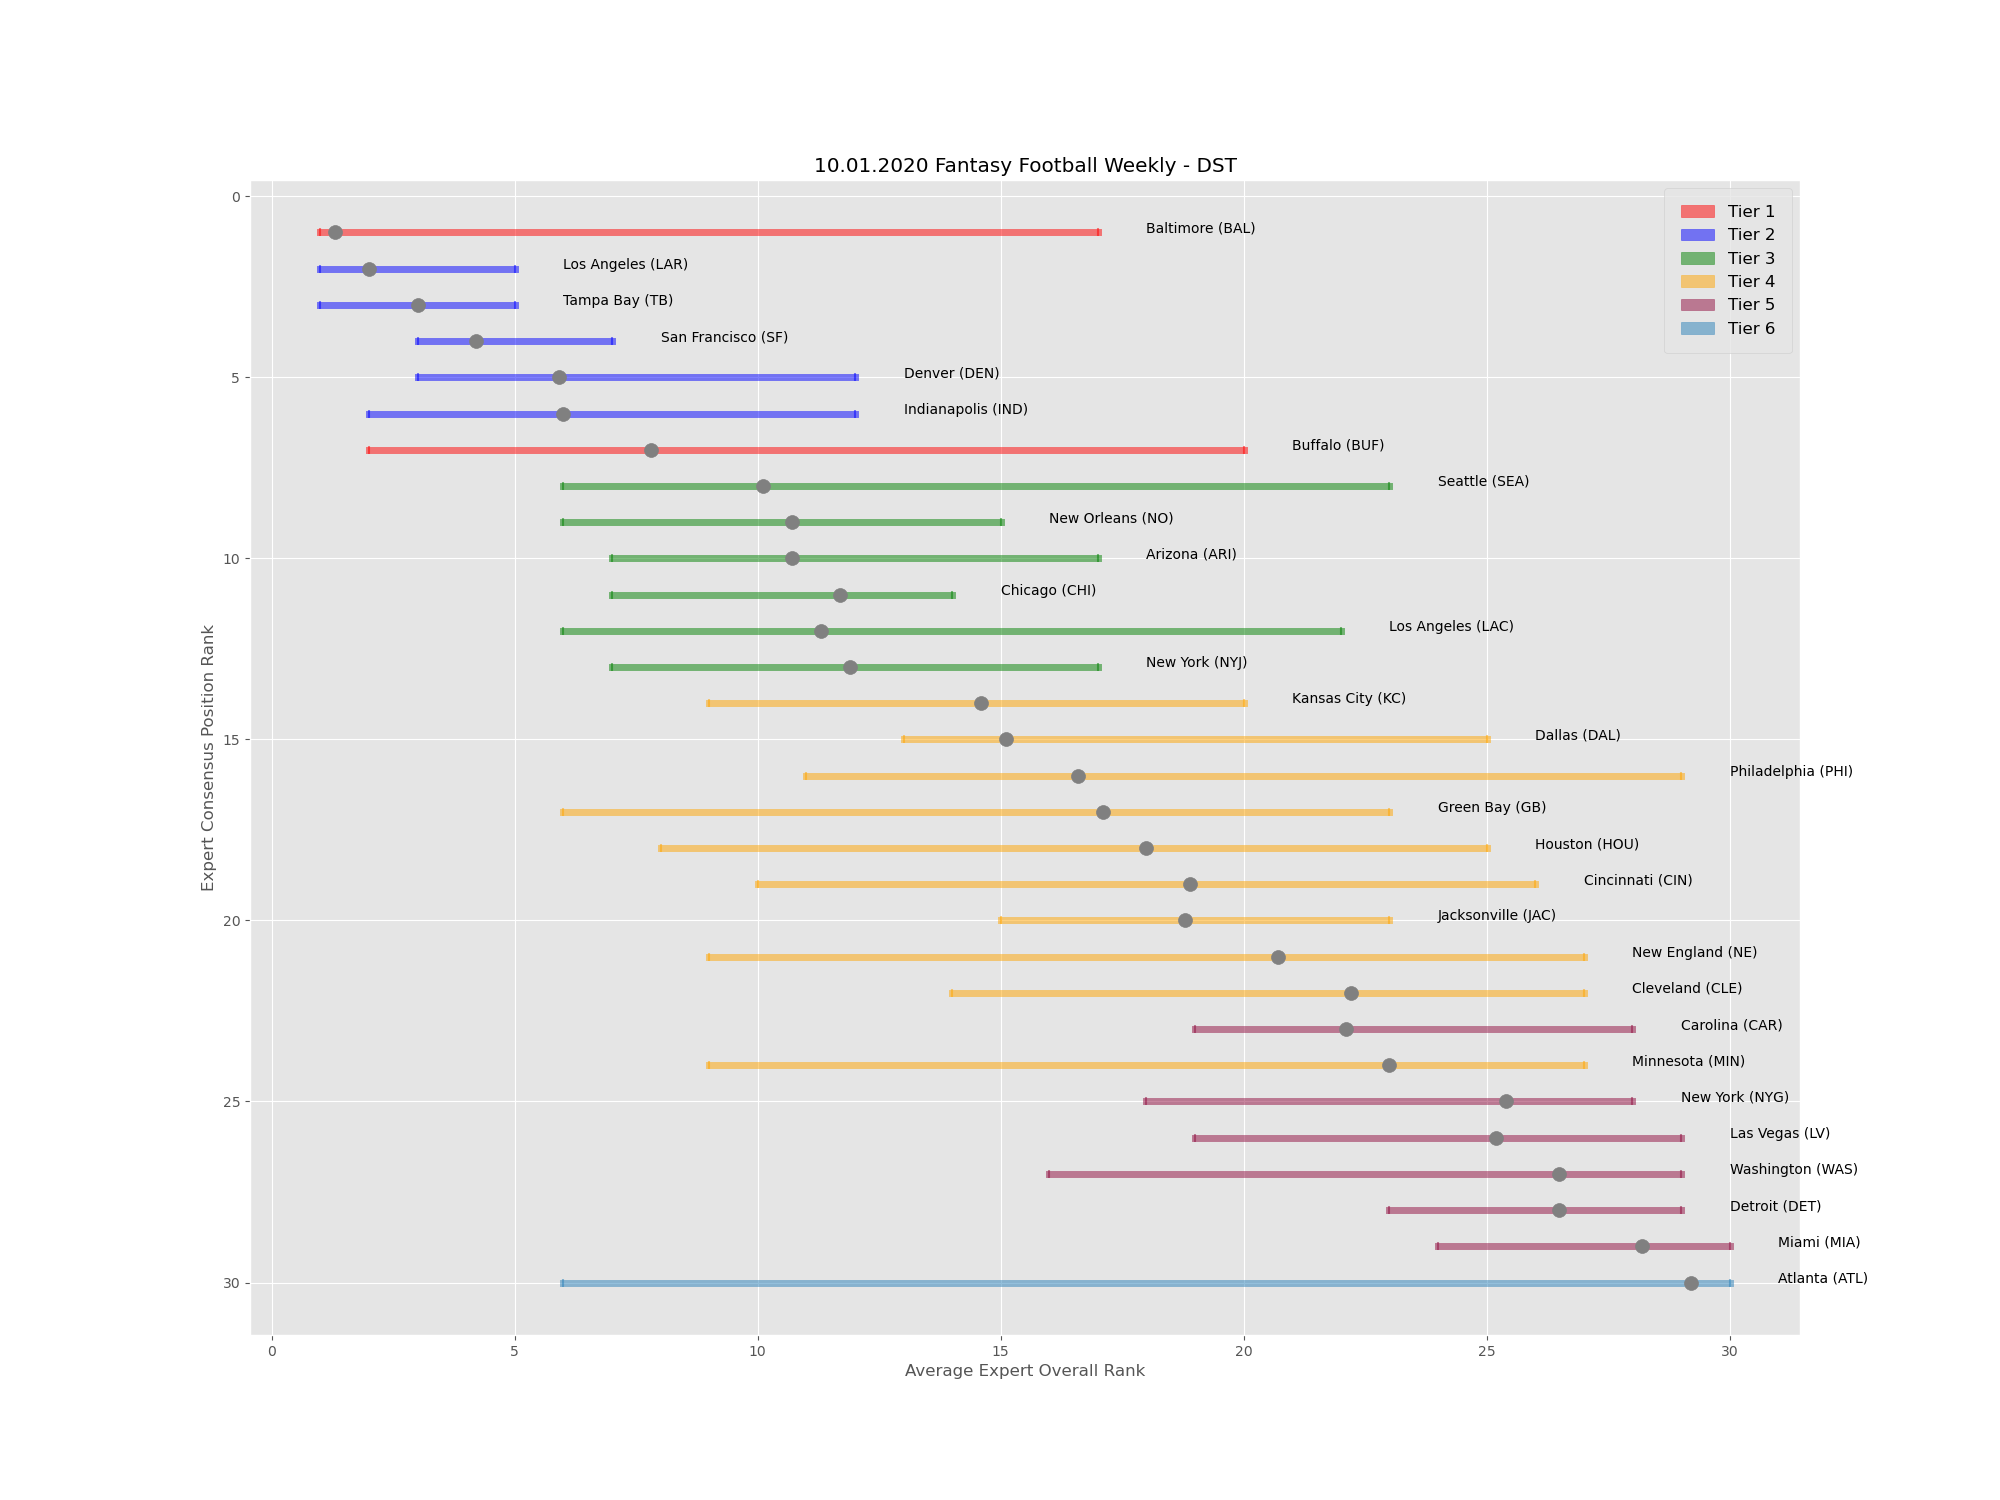 10.01.2020 Fantasy Football Weekly - DST
Tier 1
Tier 2
Tier 3
Tier 4
Tier 5
Tier 6
Baltimore (BAL)
Los Angeles (LAR)
Tampa Bay (TB)
San Francisco (SF)
Denver (DEN)
Indianapolis (IND)
Buffalo (BUF)
Seattle (SEA)
New Orleans (NO)
Arizona (ARI)
Chicago (CHI)
Los Angeles (LAC)
New York (NYJ)
Kansas City (KC)
Dallas (DAL)
Philadelphia (PHI)
Green Bay (GB)
Houston (HOU)
Cincinnati (CIN)
Jacksonville (JAC)
New England (NE)
Cleveland (CLE)
Carolina (CAR)
Minnesota (MIN)
New York (NYG)
Las Vegas (LV)
Washington (WAS)
Detroit (DET)
Miami (MIA)
Atlanta (ATL)
Expert Consensus Position Rank
0
5
10
15
20
25
30
0 5 10 15 20 25 30
Average Expert Overall Rank